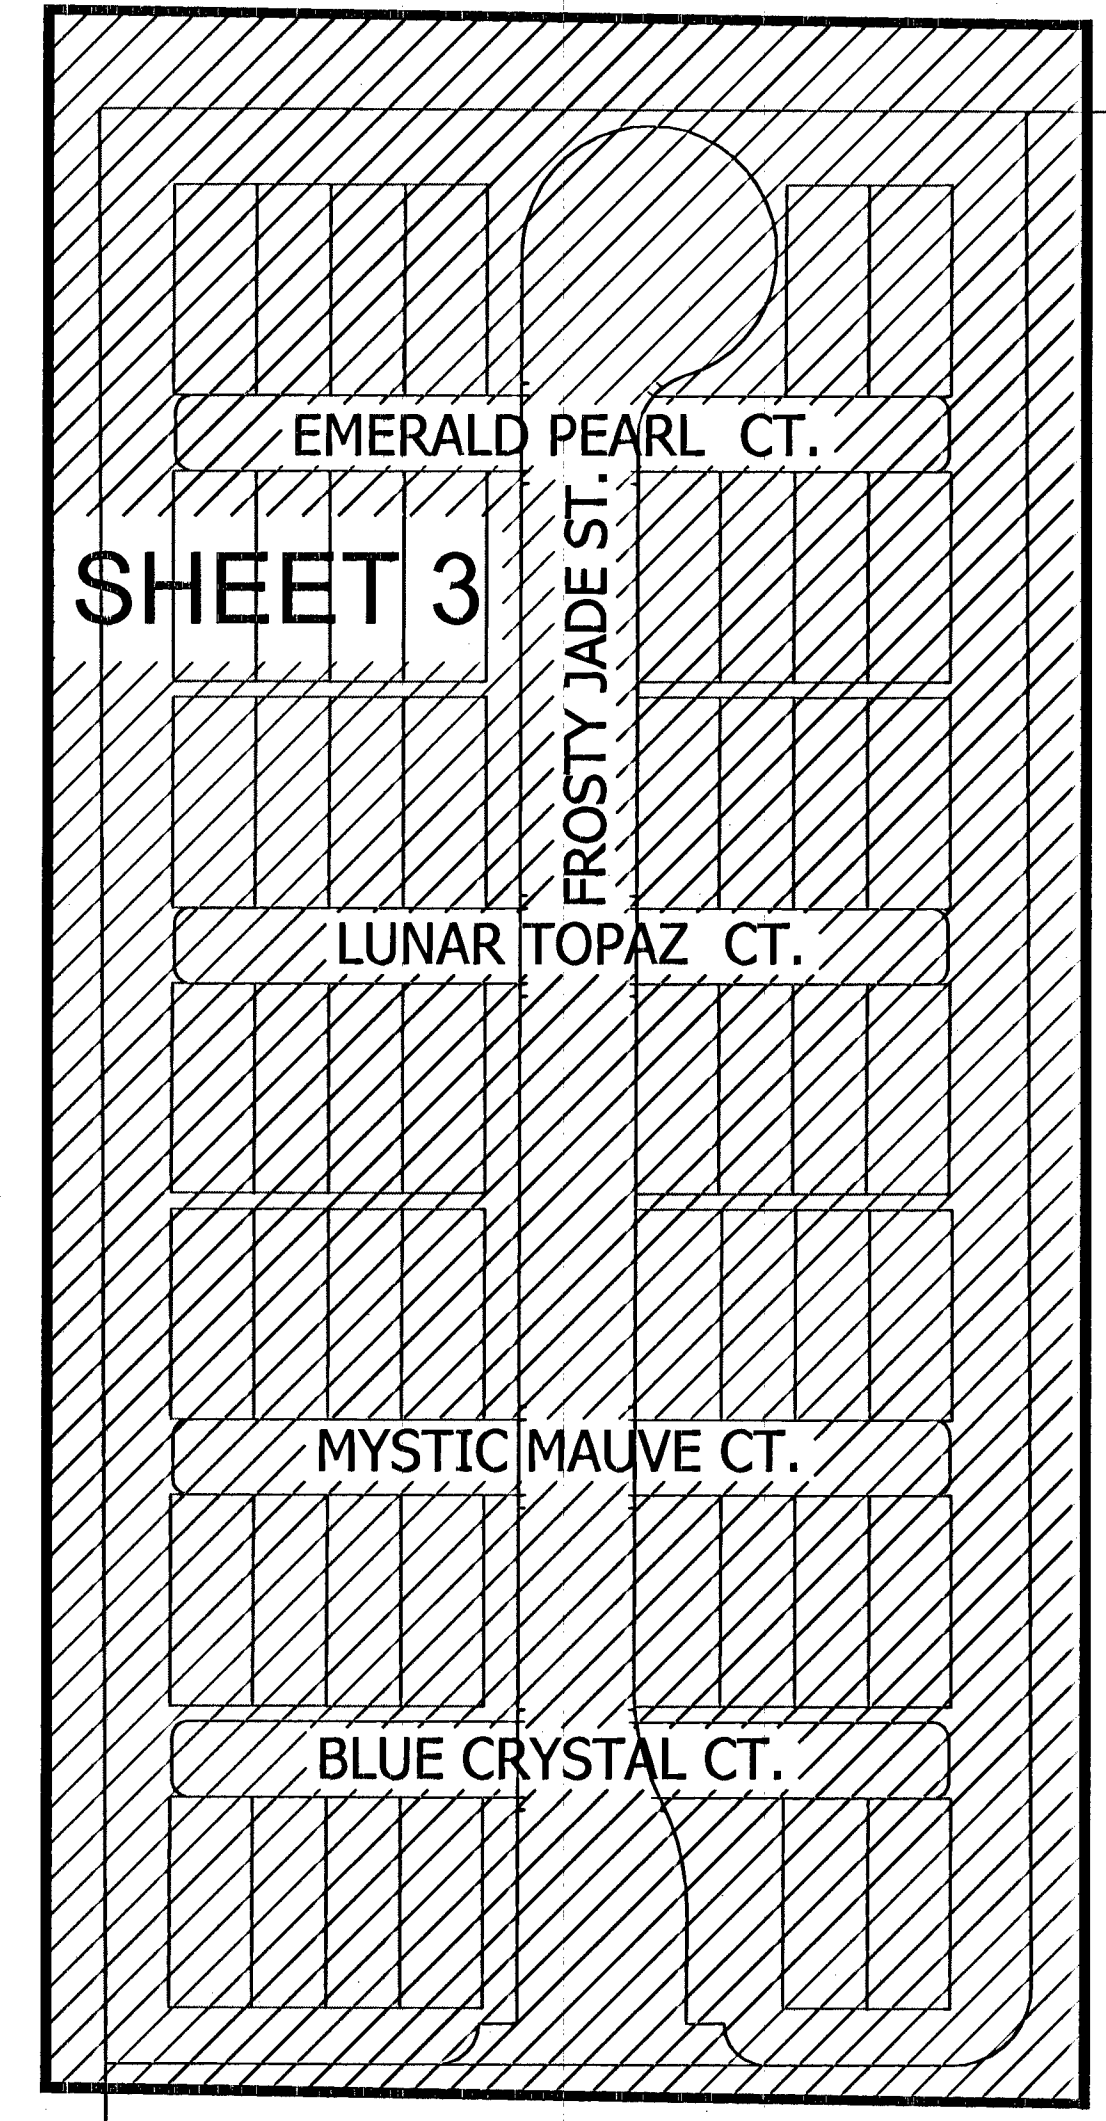 EMERALD PEARL CT.
SHEET 3
FROSTY JADE ST.
LUNAR TOPAZ CT.
MYSTIC MAUVE CT.
BLUE CRYSTAL CT.